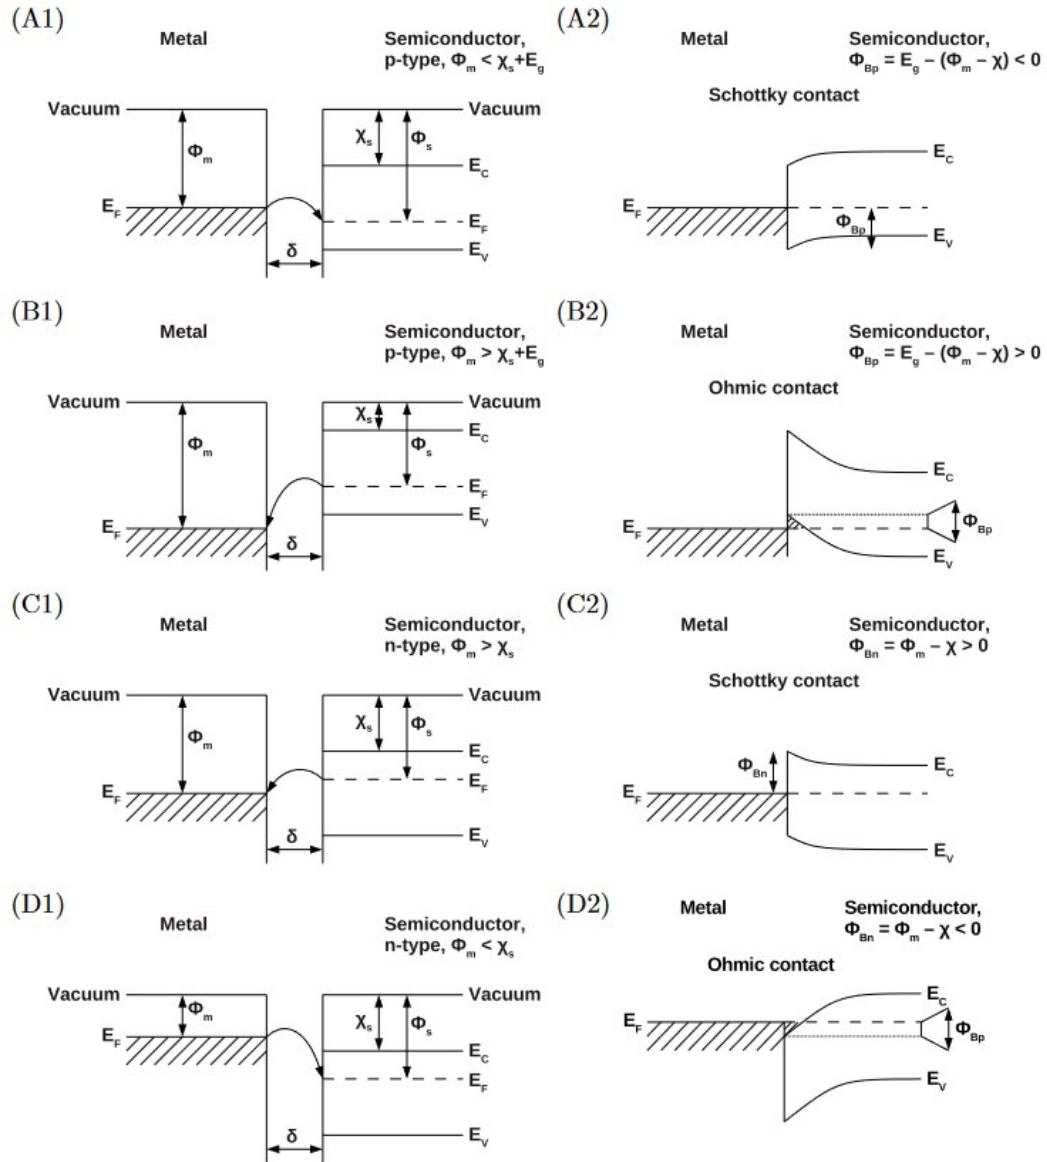 (A1)
Metal
Semiconductor,
p-type, Φm < χs+Eg
Vacuum
Vacuum
Φm
χs
Φs
EC
EF
EF
δ
EV
(A2)
Metal
Semiconductor,
ΦBp = Eg – (Φm – χ) < 0
Schottky contact
EC
EF
ΦBp
EV
(B1)
Metal
Semiconductor,
p-type, Φm > χs+Eg
Vacuum
Vacuum
χs
EC
Φm
Φs
EF
EF
EV
δ
(B2)
Metal
Semiconductor,
ΦBp = Eg – (Φm – χ) > 0
Ohmic contact
EC
EF
ΦBp
EV
(C1)
Metal
Semiconductor,
n-type, Φm > χs
Vacuum
Vacuum
Φm
χs
Φs
EC
EF
EF
δ
EV
(C2)
Metal
Semiconductor,
ΦBn = Φm – χ > 0
Schottky contact
ΦBn
EC
EF
EV
(D1)
Metal
Semiconductor,
n-type, Φm < χs
Vacuum
Vacuum
Φm
χs
Φs
EF
EC
EF
δ
EV
(D2)
Metal
Semiconductor,
ΦBn = Φm – χ < 0
Ohmic contact
EC
EF
ΦBp
EV